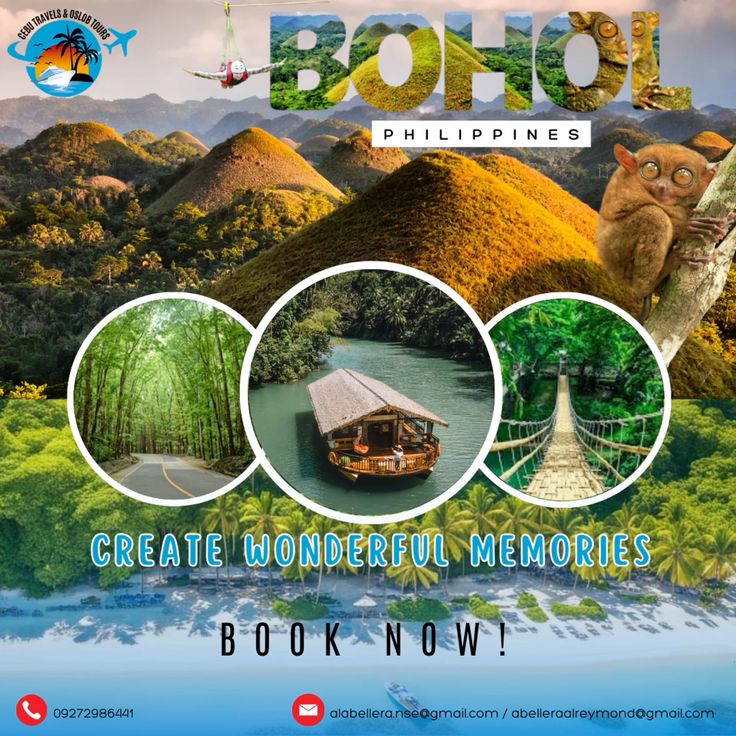 CEBU TRAVELS & OSLOB TOURS
BOHOL
PHILIPPINES
CREATE WONDERFUL MEMORIES
BOOK NOW!
09272986441
alabellera.nse@gmail.com / abelleraalreymond@gmail.com